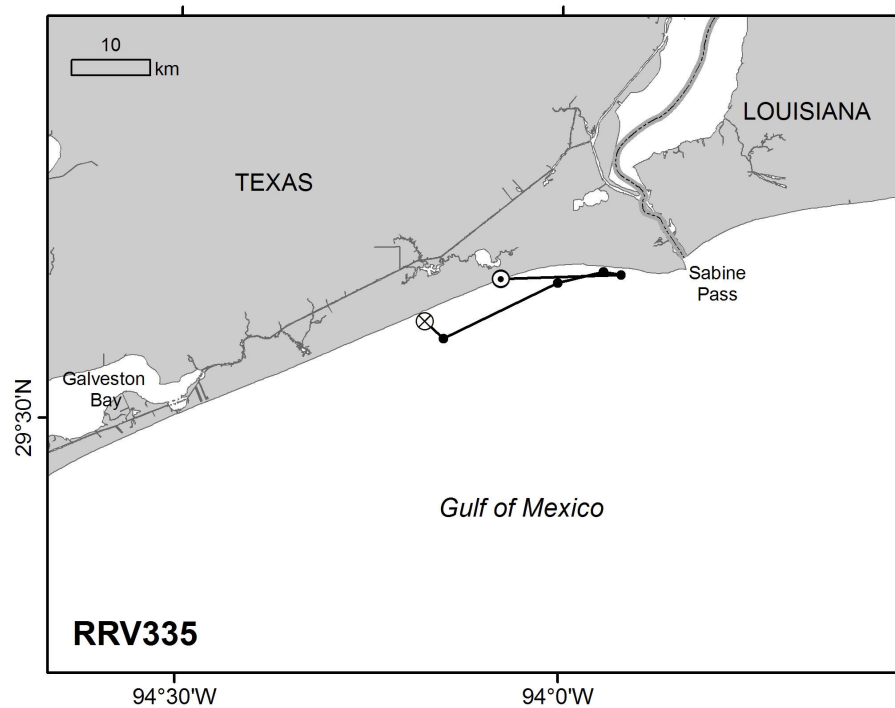 10
km
LOUISIANA
TEXAS
Sabine
Pass
Galveston
Bay
29°30'N
Gulf of Mexico
RRV335
94°30'W
94°0'W